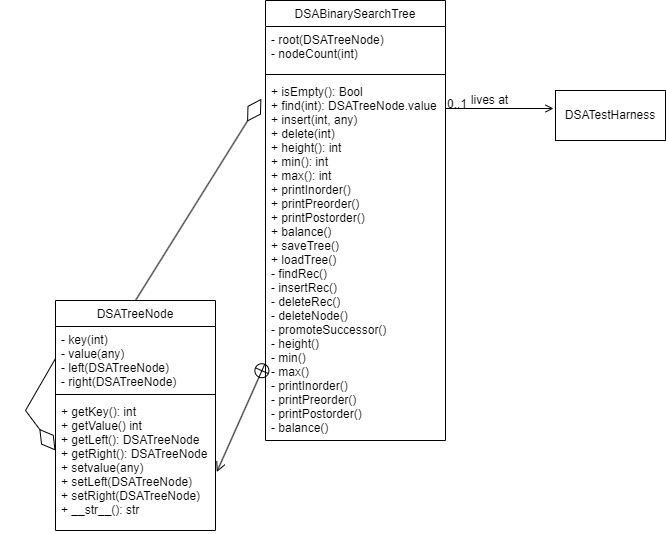 DSABinarySearchTree
- root(DSATreeNode)
- nodeCount(int)
+ isEmpty(): Bool
+ find(int): DSATreeNode.value
+ insert(int, any)
+ delete(int)
+ height(): int
+ min(): int
+ max(): int
+ printInorder()
+ printPreorder()
+ printPostorder()
+ balance()
+ saveTree()
+ loadTree()
- findRec()
- insertRec()
- deleteRec()
- deleteNode()
- promoteSuccessor()
- height()
- min()
- max()
- printInorder()
- printPreorder()
- printPostorder()
- balance()
0..1 lives at
DSATestHarness
DSATreeNode
- key(int)
- value(any)
- left(DSATreeNode)
- right(DSATreeNode)
+ getKey(): int
+ getValue() int
+ getLeft(): DSATreeNode
+ getRight(): DSATreeNode
+ setvalue(any)
+ setLeft(DSATreeNode)
+ setRight(DSATreeNode)
+ __str__(): str